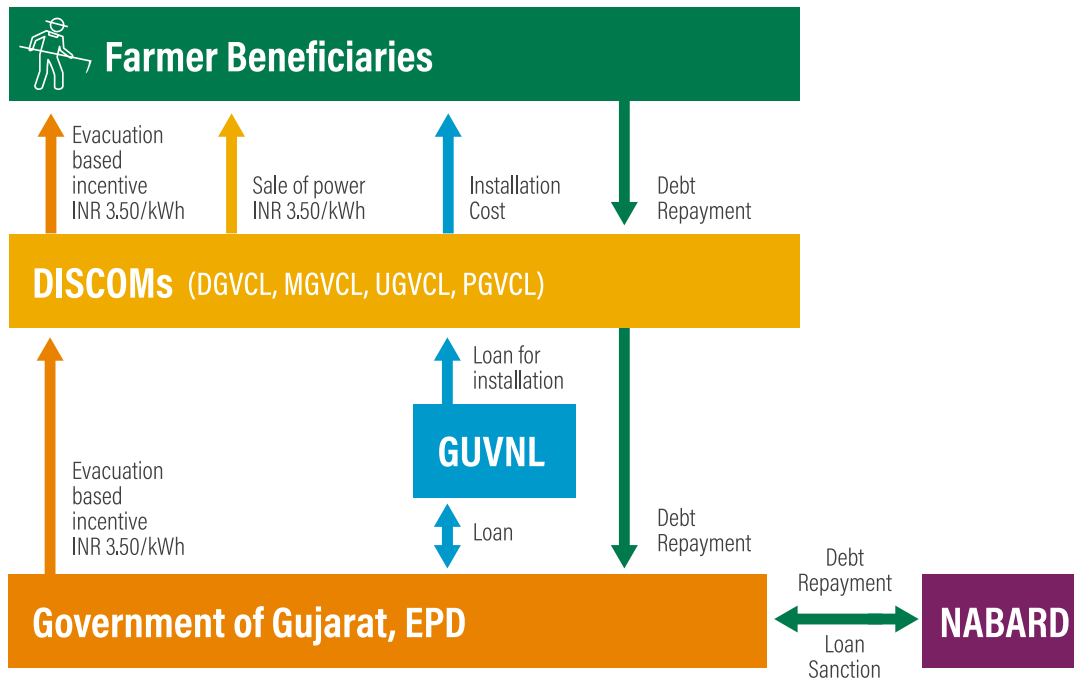 Farmer Beneficiaries
Evacuation
based
incentive
INR 3.50/kWh
Sale of power
INR 3.50/kWh
Installation
Cost
Debt
Repayment
DISCOMs (DGVCL, MGVCL, UGVCL, PGVCL)
Loan for
installation
GUVNL
Evacuation
based
incentive
INR 3.50/kWh
Loan
Debt
Repayment
Debt
Repayment
Government of Gujarat, EPD
NABARD
Loan
Sanction